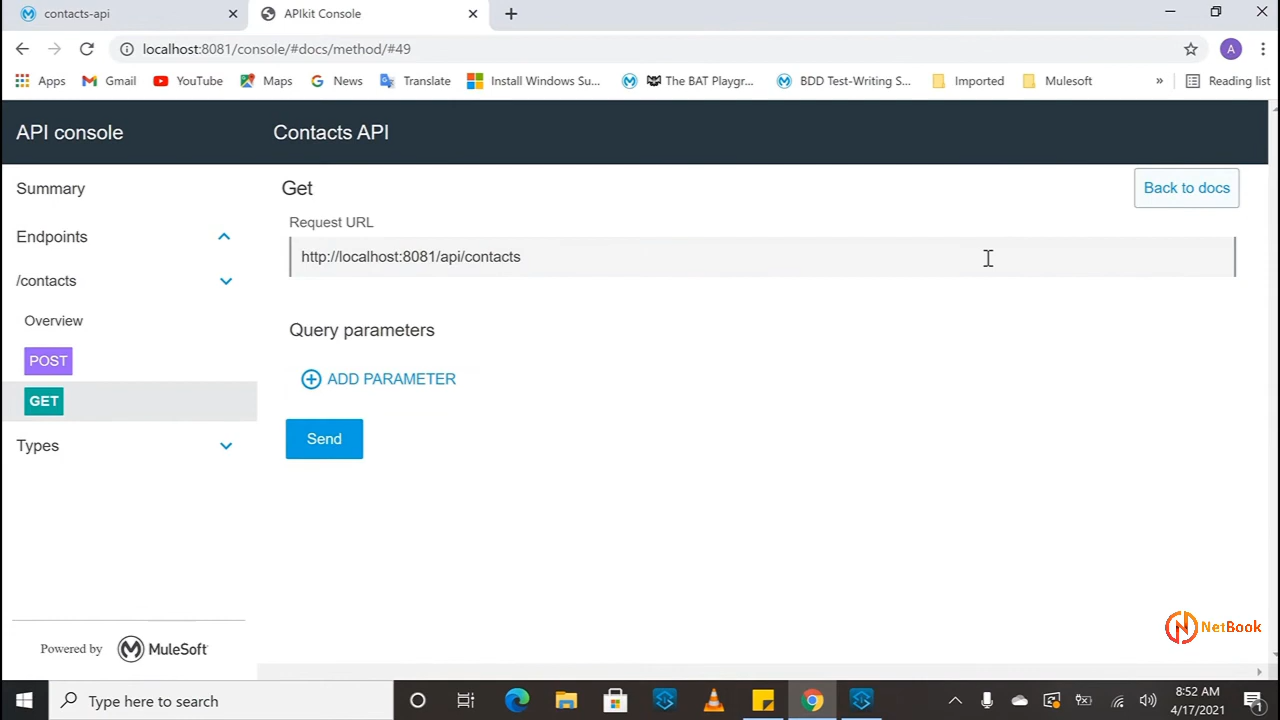 contacts-api
APIkit Console
localhost:8081/console/#docs/method/#49
A
Apps
Gmail
YouTube
Maps
News
Translate
Install Windows Su...
The BAT Playgr...
BDD Test-Writing S...
Imported
Mulesoft
»
Reading list
API console
Contacts API
Summary
Get
Back to docs
Request URL
Endpoints
http://localhost:8081/api/contacts
/contacts
Overview
Query parameters
POST
ADD PARAMETER
GET
Send
Types
NetBook
Powered by
MuleSoft
Type here to search
8:52 AM
4/17/2021
1